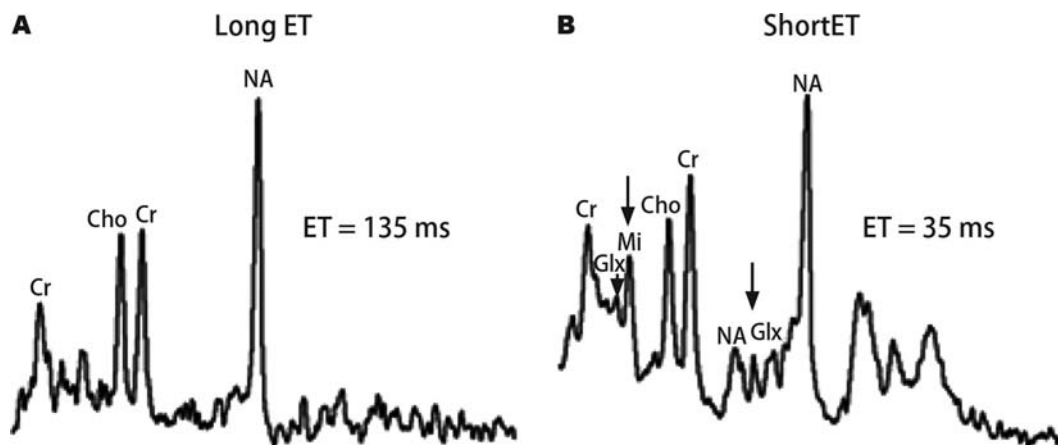 A Long ET
NA
Cho Cr
ET = 135 ms
Cr
B ShortET
NA
Cr
Cr Cho
Mi
Glx
ET = 35 ms
NA Glx